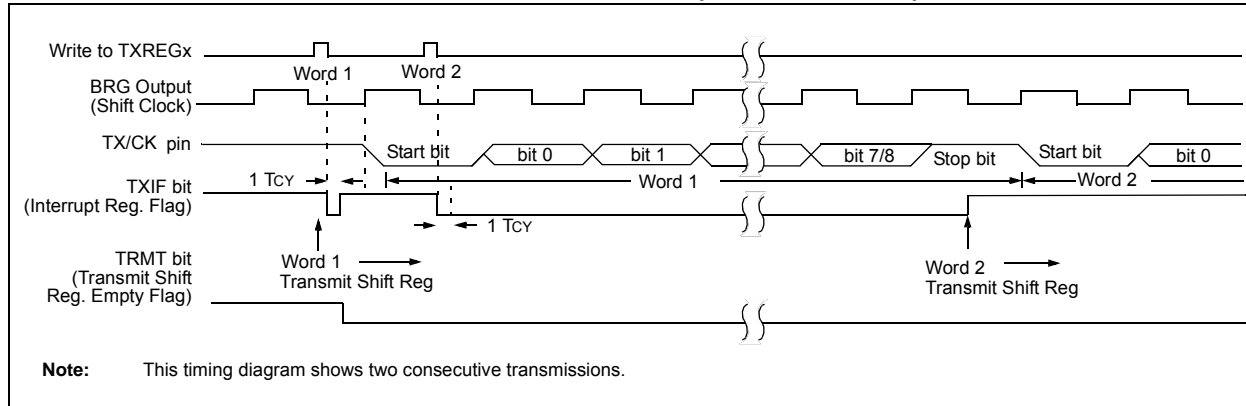 Write to TXREGx
Word 1
Word 2
BRG Output
(Shift Clock)
TX/CK pin
Start bit
bit 0
bit 1
bit 7/8
Stop bit
Start bit
bit 0
1 TCY
Word 1
Word 2
TXIF bit
(Interrupt Reg. Flag)
1 TCY
TRMT bit
(Transmit Shift
Reg. Empty Flag)
Word 1
Transmit Shift Reg
Word 2
Transmit Shift Reg
Note: This timing diagram shows two consecutive transmissions.